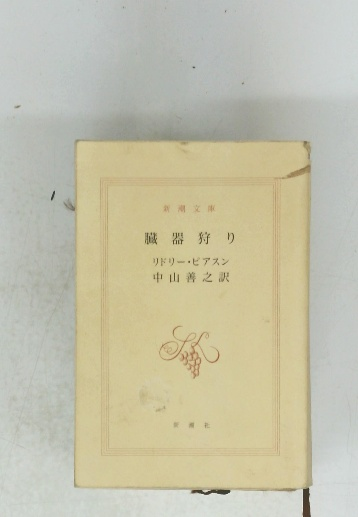 新潮文庫
臓器狩り
リドリー・ピアスン
中山善之訳
新潮社